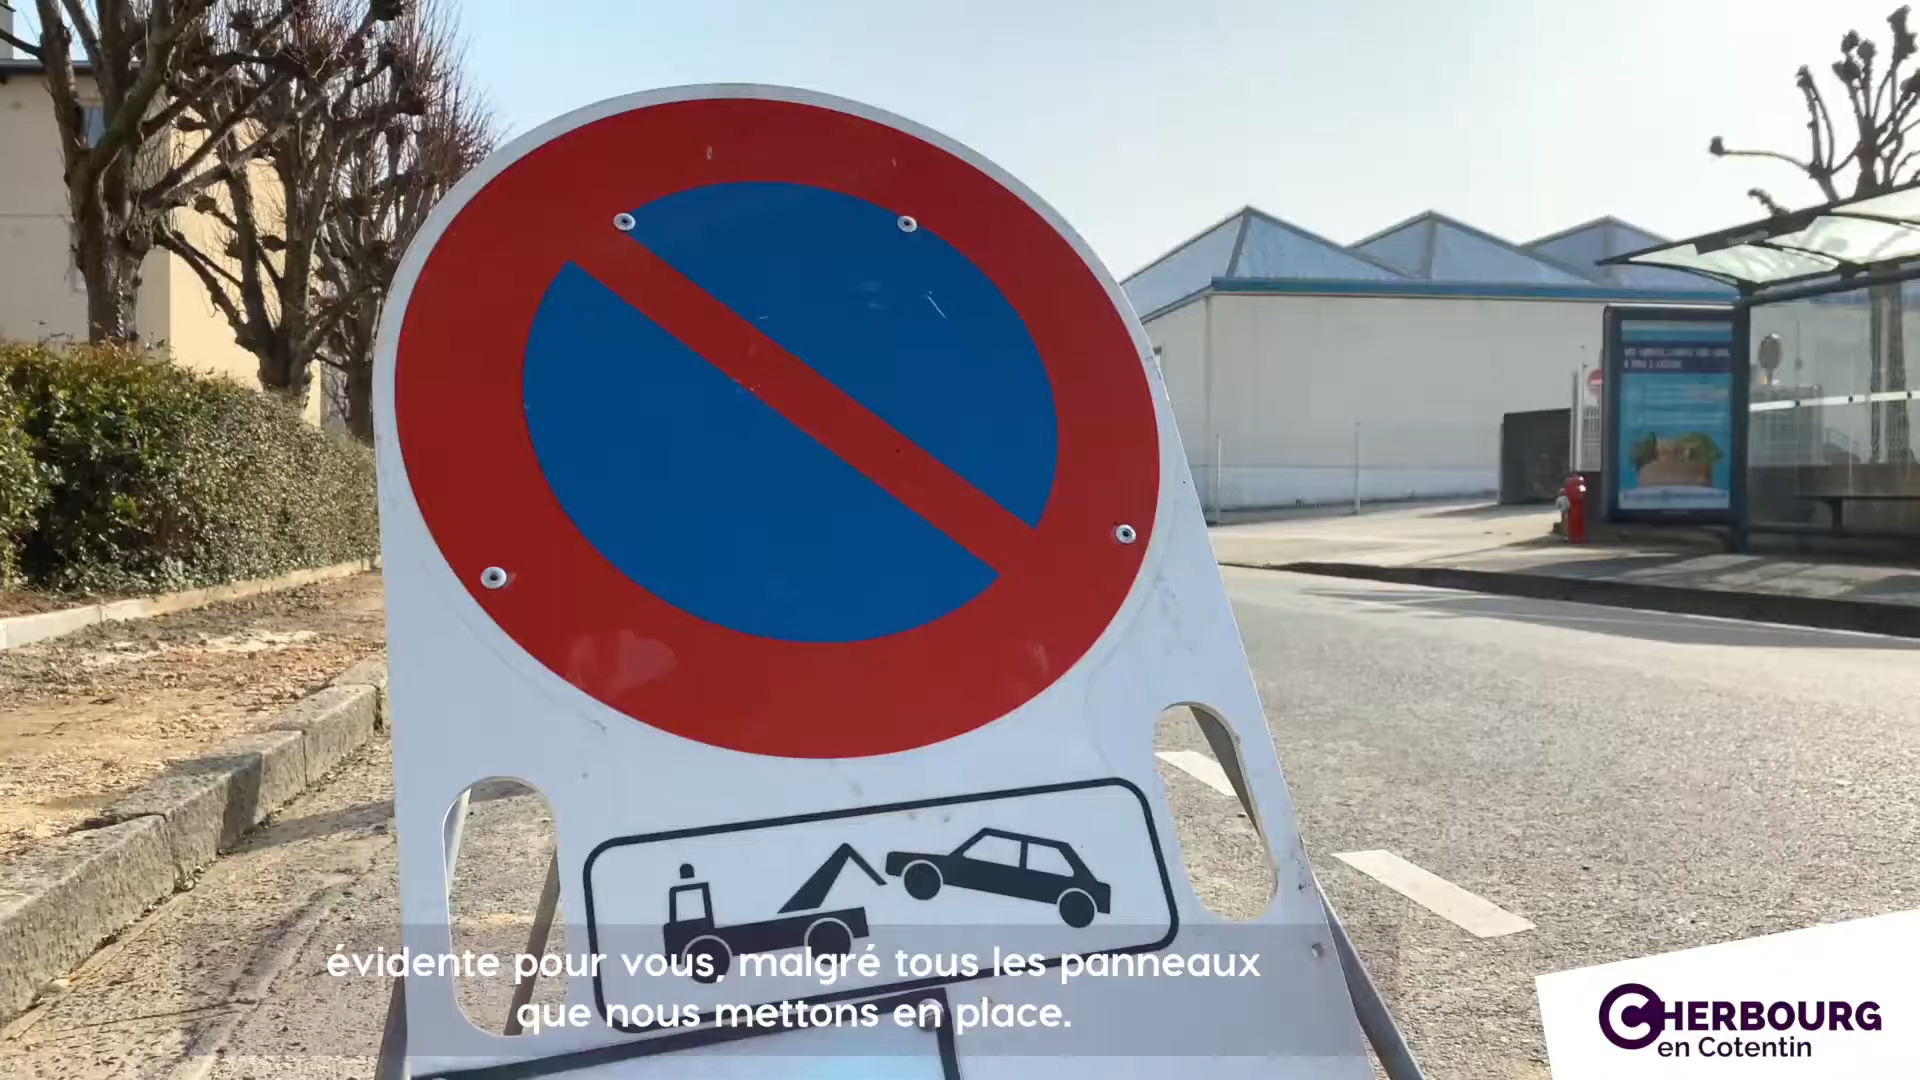 évidente pour vous, malgré tous les panneaux
que nous mettons en place.
CHERBOURG
en Cotentin